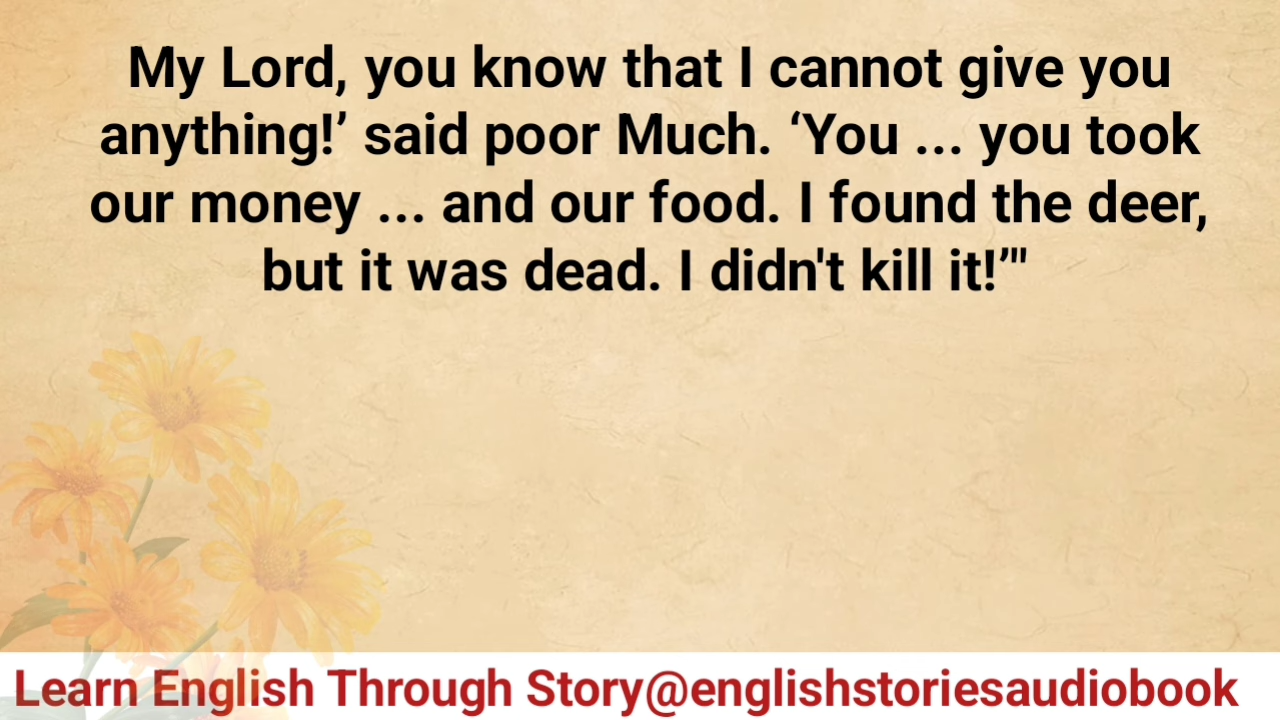 My Lord, you know that I cannot give you
anything!’ said poor Much. ‘You ... you took
our money ... and our food. I found the deer,
but it was dead. I didn't kill it!’"
Learn English Through Story@englishstoriesaudiobook